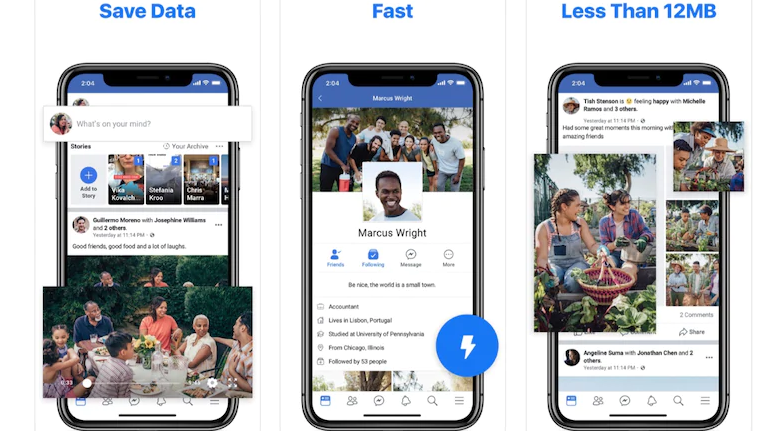 Save Data
2:04
What's on your mind?
Stories
Your Archive
Add to
Story
2
Vika
Kovalch...
2
Stefania
Kroo
1
Chris
Marra
Guillermo Moreno with Josephine Williams
and 2 others.
Yesterday at 11:14 PM
Good friends, good food and a lot of laughs.
0:33
Fast
2:04
Marcus Wright
Marcus Wright
Friends
Following
Message
More
Be nice, the world is a small town.
Accountant
Lives in Lisbon, Portugal
Studied at University of Pennsylvania
From Chicago, Illinois
Followed by 53 people
Less Than 12MB
2:04
Tish Stenson is feeling happy with Michelle
Ramos and 3 others.
Yesterday at 11:14 PM
Had some great moments this morning with
amazing friends
2 Comments
Share
Angeline Suma with Jonathan Chen and 2
others.
Yesterday at 11:14 PM